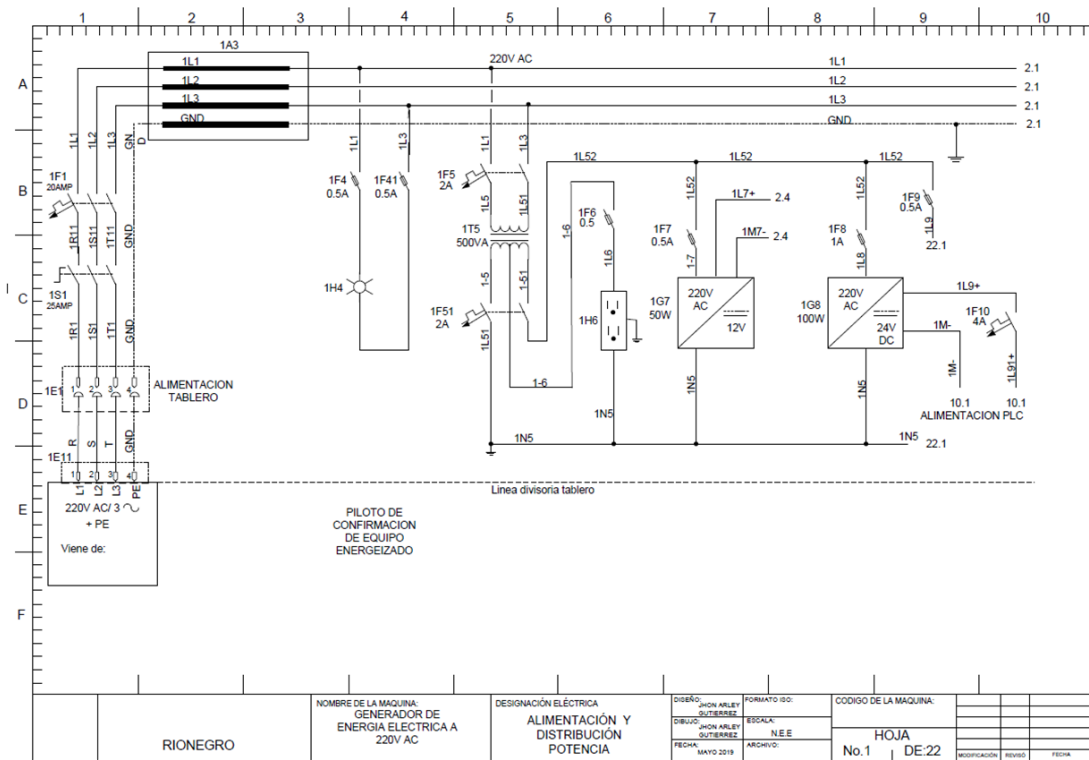 1 2 3 4 5 6 7 8 9 10
A
B
C
D
E
F
1A3
1L1
1L2
1L3
GND
220V AC
1L1
2.1
1L2
2.1
1L3
2.1
GND
2.1
1L1
1L2
1L3
GN
D
1F1
20AMP
1R11
1S11
1T11
GND
1S1
25AMP
1R1
1S1
1T1
GND
1E1
1 2 3 4
ALIMENTACION
TABLERO
R
S
T
GND
1E11
1 2 3 4
L1
L2
L3
PE
220V AC/ 3
+ PE
Viene de:
1L1
1L3
1F4
0.5A
1F41
0.5A
1H4
PILOTO DE
CONFIRMACION
DE EQUIPO
ENERGEIZADO
1L1
1L3
1F5
2A
1L5
1L51
1T5
500VA
1-5
1-51
1F51
2A
1L51
1-6
1-6
1L52
1F6
0.5
1L6
1H6
1N5
1N5
1L52
1L52
1L7+
2.4
1M7-
2.4
1F7
0.5A
1-7
1G7
50W
220V
AC
12V
1N5
1L52
1L52
1F8
1A
1L8
1G8
100W
220V
AC
24V
DC
1N5
1F9
0.5A
1L9
22.1
1L9+
1F10
4A
1M-
1M-
1L91+
10.1
10.1
ALIMENTACION PLC
1N5
22.1
Linea divisoria tablero
RIONEGRO
NOMBRE DE LA MAQUINA:
GENERADOR DE
ENERGIA ELECTRICA A
220V AC
DESIGNACIÓN ELÉCTRICA
ALIMENTACIÓN Y
DISTRIBUCIÓN
POTENCIA
DISEÑO:
JHON ARLEY
GUTIERREZ
DIBUJO:
JHON ARLEY
GUTIERREZ
FECHA:
MAYO 2019
FORMATO ISO:
ESCALA:
N.E.E
ARCHIVO:
CODIGO DE LA MAQUINA:
HOJA
No.1 DE:22
MODIFICACIÓN REVISÓ FECHA